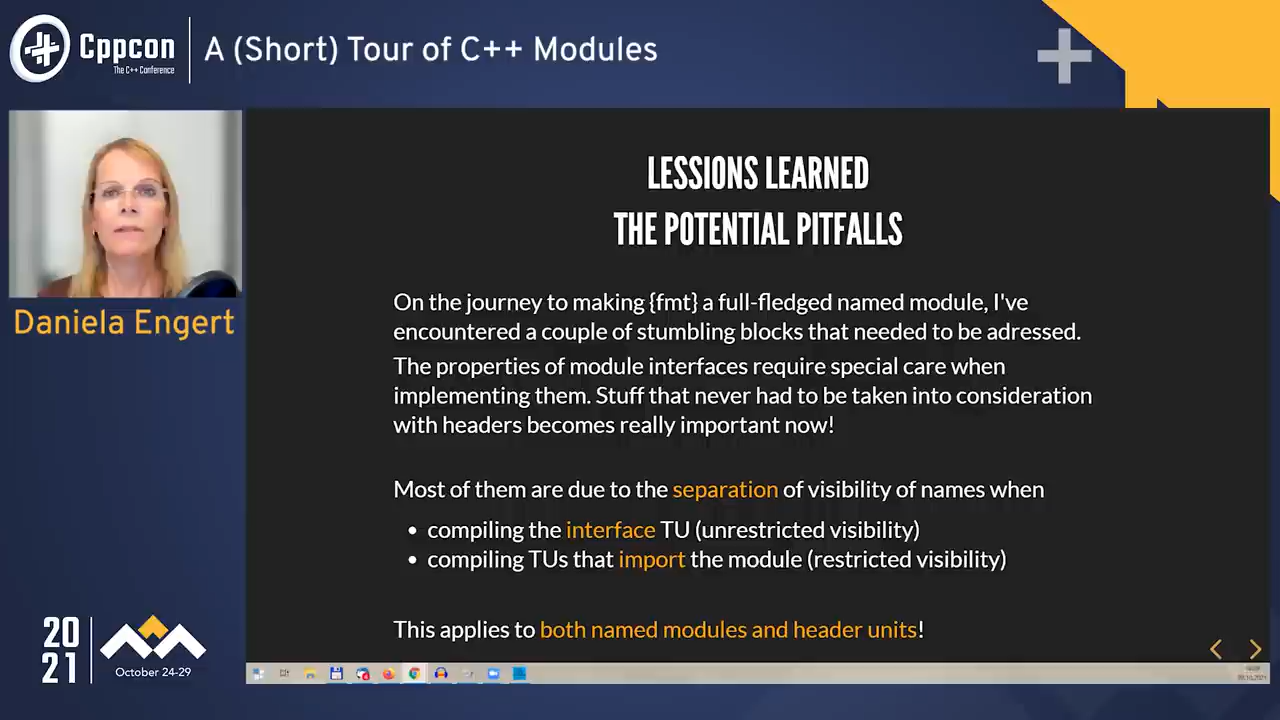 Cppcon
The C++ Conference
A (Short) Tour of C++ Modules
Daniela Engert
LESSIONS LEARNED
THE POTENTIAL PITFALLS
On the journey to making {fmt} a full-fledged named module, I've
encountered a couple of stumbling blocks that needed to be adressed.
The properties of module interfaces require special care when
implementing them. Stuff that never had to be taken into consideration
with headers becomes really important now!
Most of them are due to the separation of visibility of names when
• compiling the interface TU (unrestricted visibility)
• compiling TUs that import the module (restricted visibility)
This applies to both named modules and header units!
20
21
October 24-29